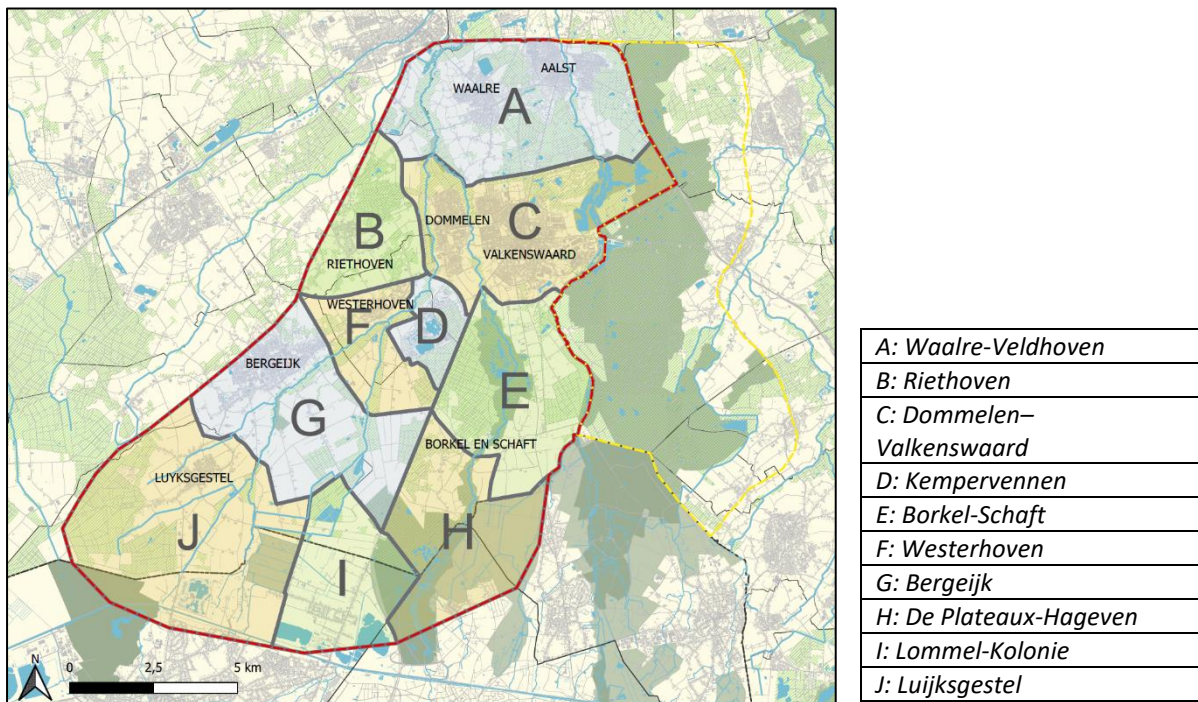 AALST
WAALRE
A
B
RIETHOVEN
DOMMELEN
C
VALKENSWAARD
WESTERHOVEN
F
D
BERGEIJK
G
E
BORKEL EN SCHAFT
LUYKSGESTEL
J
H
I
N
0 2,5 5 km
A: Waalre-Veldhoven
B: Riethoven
C: Dommelen–
Valkenswaard
D: Kempervennen
E: Borkel-Schaft
F: Westerhoven
G: Bergeijk
H: De Plateaux-Hageven
I: Lommel-Kolonie
J: Luijksgestel